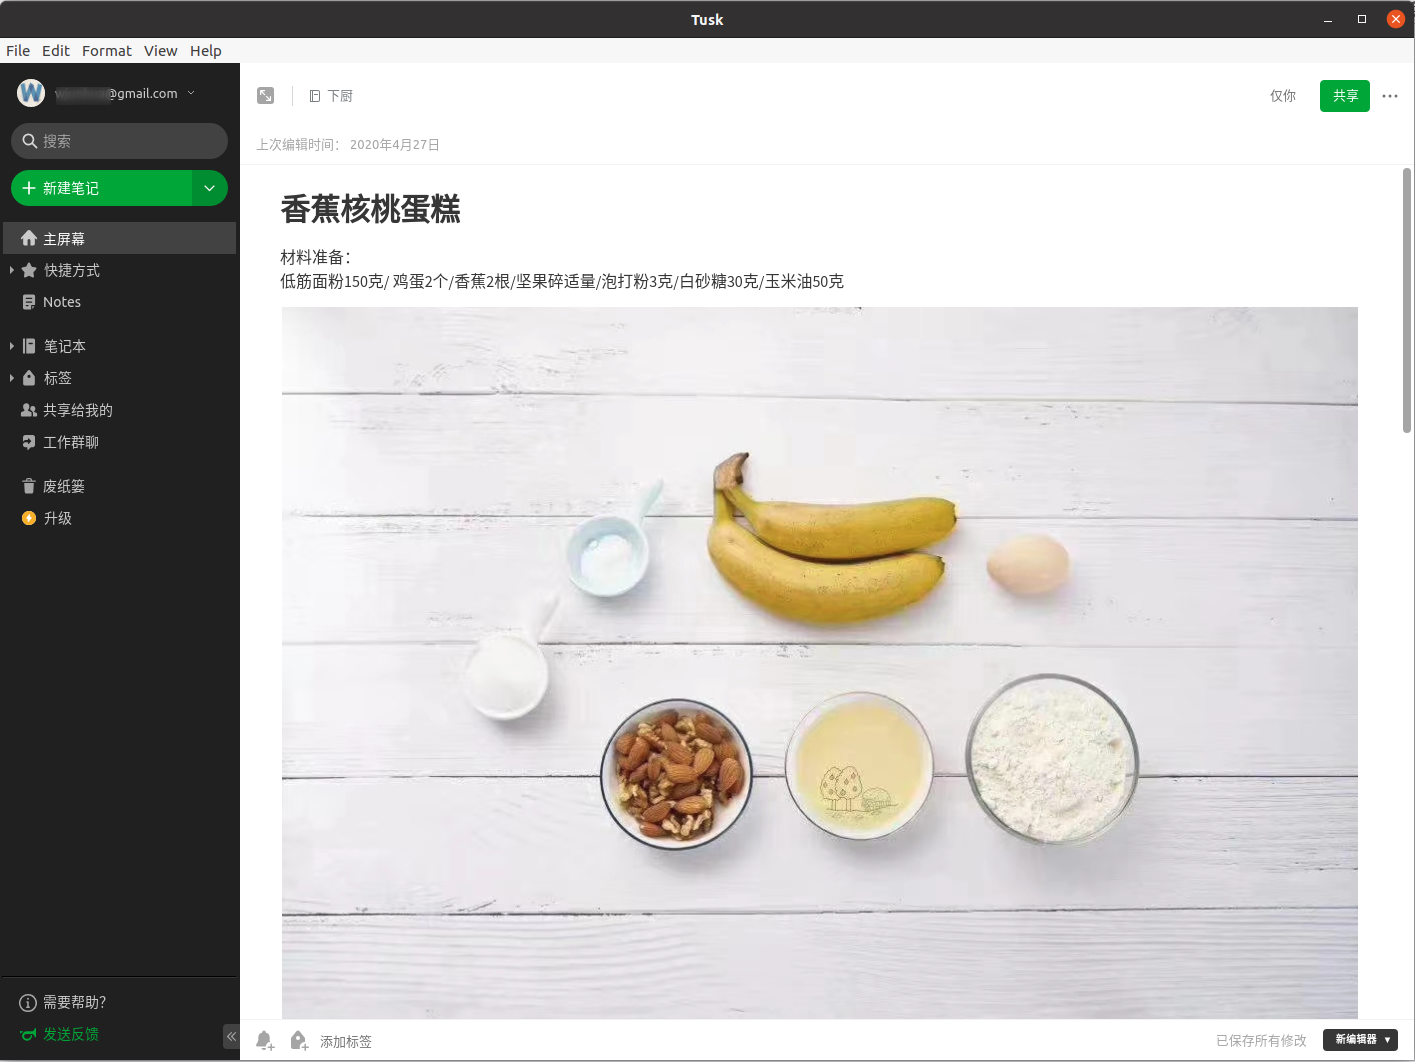 Tusk
File Edit Format View Help
W @gmail.com
搜索
新建笔记
主屏幕
快捷方式
Notes
笔记本
标签
共享给我的
工作群聊
废纸篓
升级
需要帮助?
发送反馈
下厨
仅你
共享
上次编辑时间: 2020年4月27日
香蕉核桃蛋糕
材料准备：
低筋面粉150克/ 鸡蛋2个/香蕉2根/坚果碎适量/泡打粉3克/白砂糖30克/玉米油50克
添加标签
已保存所有修改
新编辑器